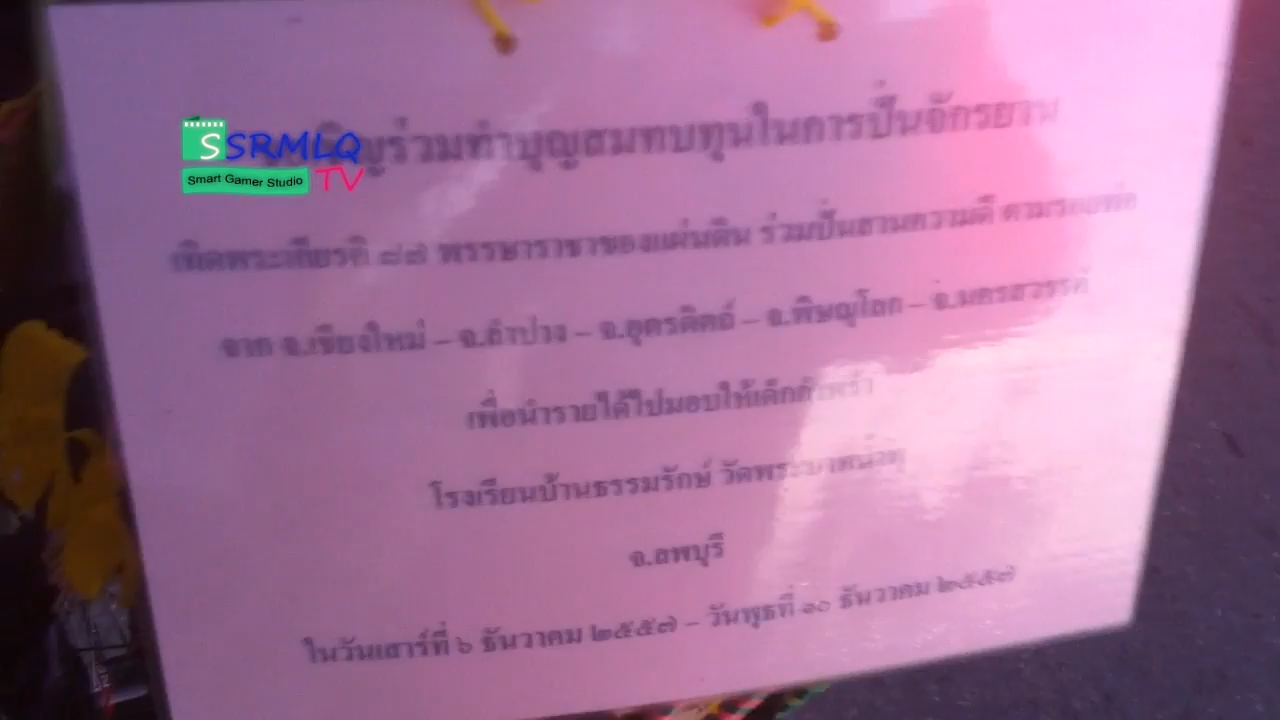 SSRMLQ
Smart Gamer Studio TV
ร่วมทำบุญสมทบทุนในการปั่นจักรยาน
เทิดพระเกียรติ ๘๗ พรรษาราชาของแผ่นดิน ร่วมปั่นสานความดี ตามรอยพ่อ
จาก จ.เชียงใหม่ – จ.ลำปาง – จ.อุตรดิตถ์ – จ.พิษณุโลก – จ.นครสวรรค์
เพื่อนำรายได้ไปมอบให้เด็กกำพร้า
โรงเรียนบ้านธรรมรักษ์ วัดพระบาทน้ำพุ
จ.ลพบุรี
ในวันเสาร์ที่ ๖ ธันวาคม ๒๕๕๗ – วันพุธที่ ๑๐ ธันวาคม ๒๕๕๗